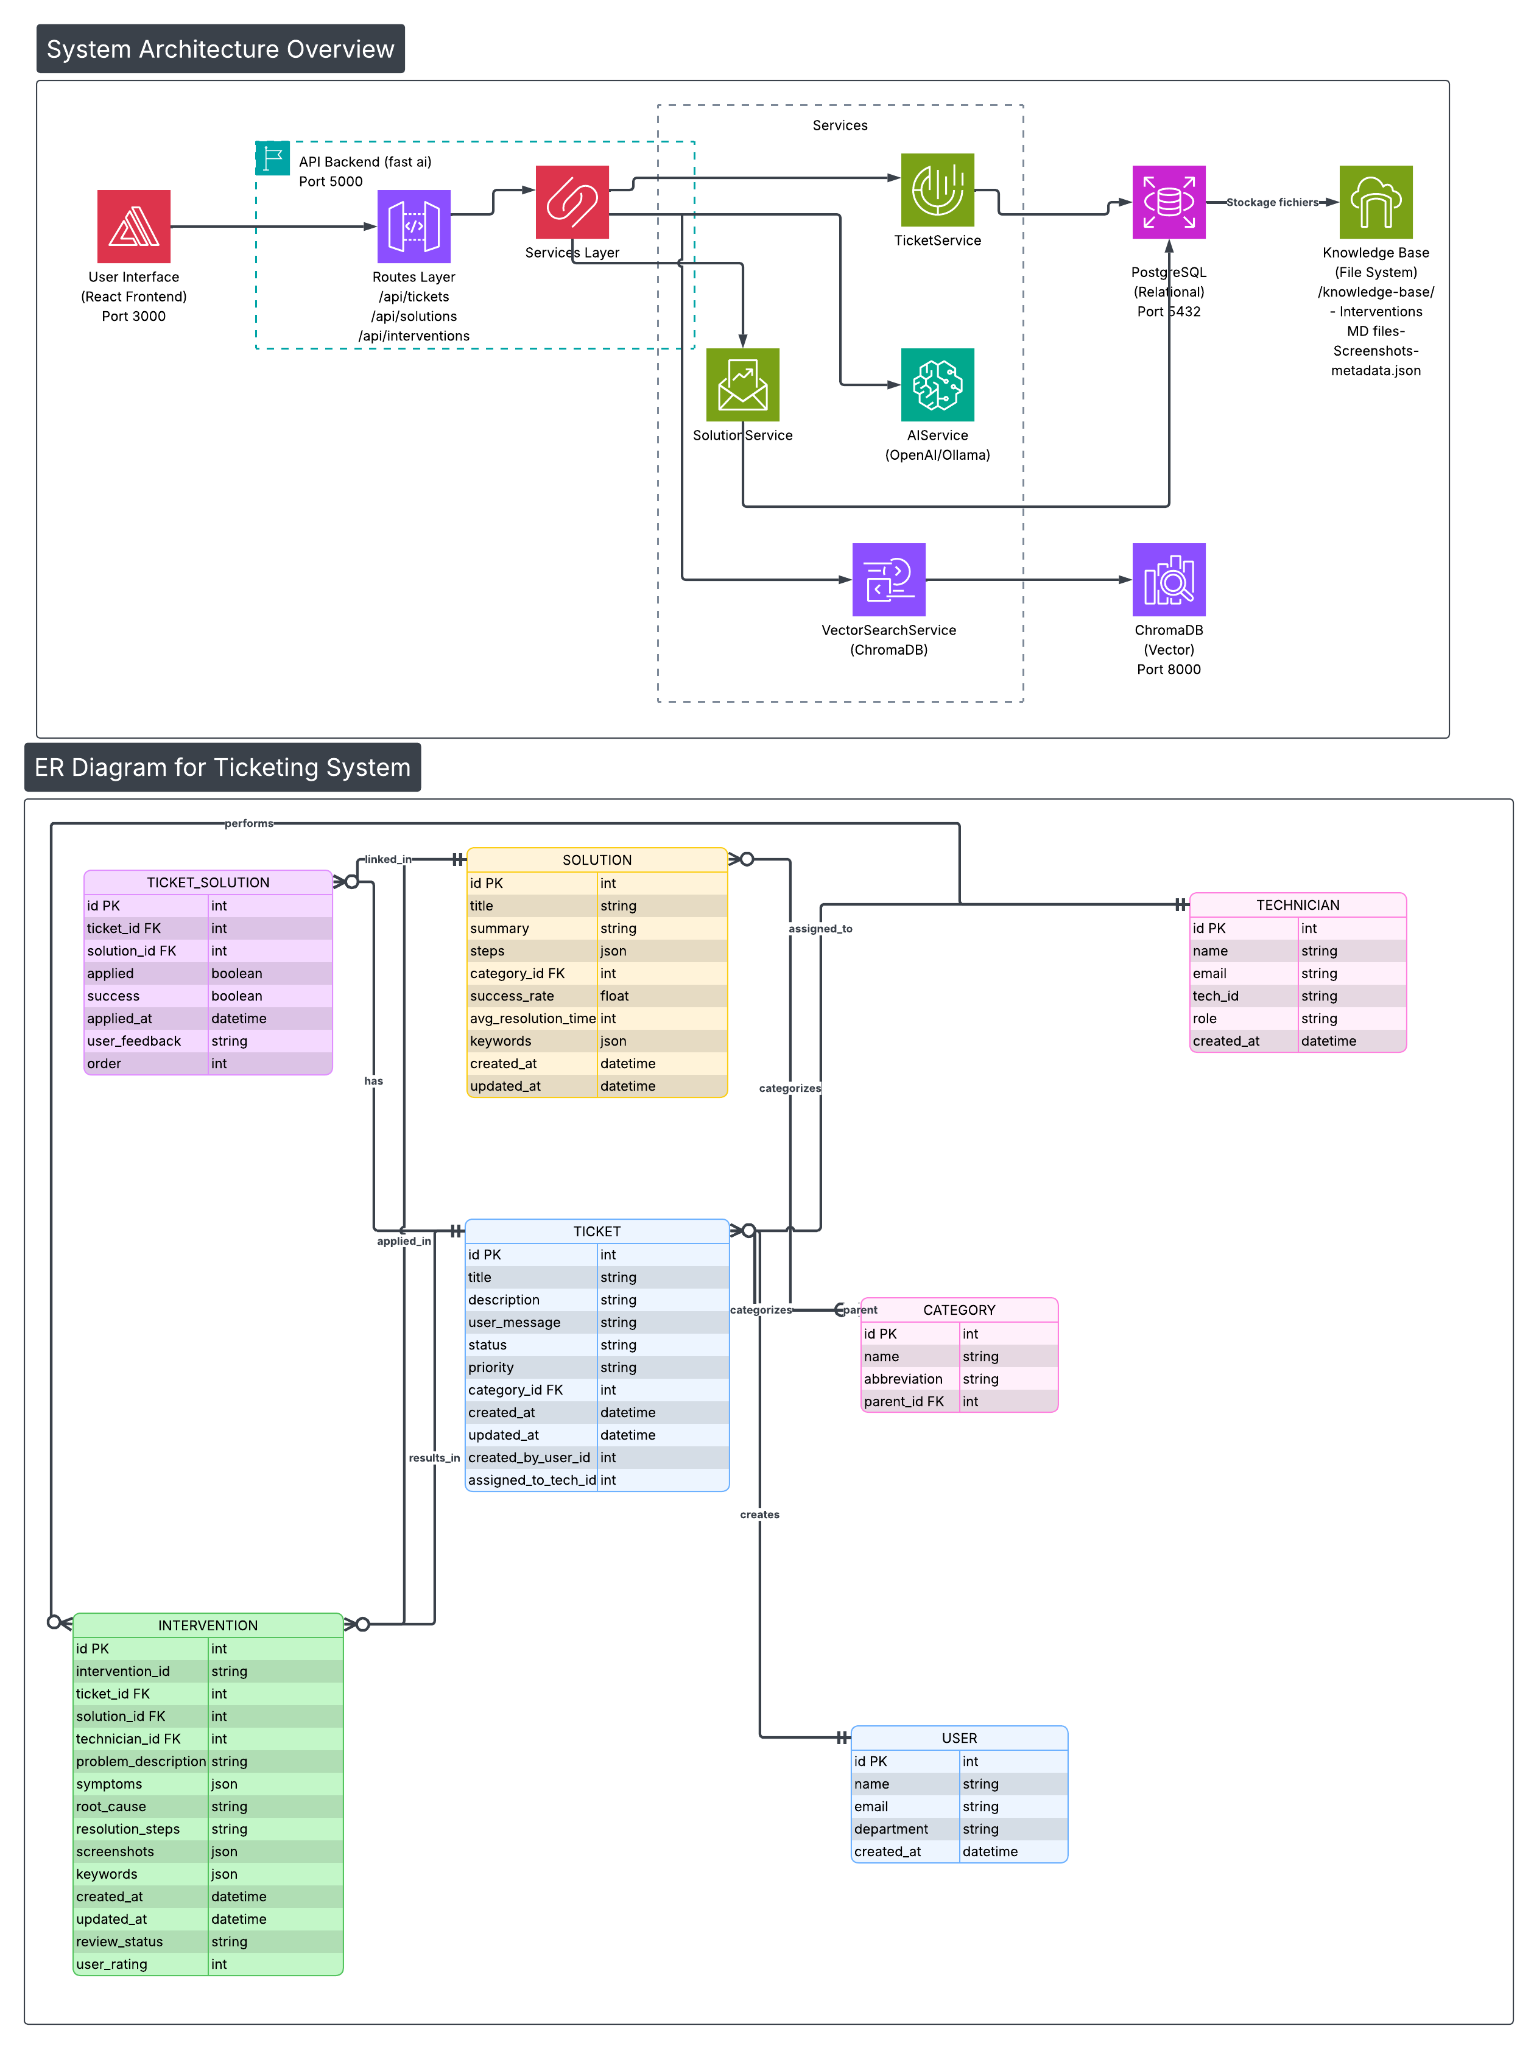 System Architecture Overview
Services
API Backend (fast ai)
Port 5000
User Interface
(React Frontend)
Port 3000
Routes Layer
/api/tickets
/api/solutions
/api/interventions
Services Layer
TicketService
SolutionService
AIService
(OpenAI/Ollama)
VectorSearchService
(ChromaDB)
PostgreSQL
(Relational)
Port 5432
Stockage fichiers
Knowledge Base
(File System)
/knowledge-base/
- Interventions
MD files-
Screenshots-
metadata.json
ChromaDB
(Vector)
Port 8000
ER Diagram for Ticketing System
performs
linked_in
has
applied_in
results_in
assigned_to
categorizes
categorizes
parent
creates
TICKET_SOLUTION
id PK int
ticket_id FK int
solution_id FK int
applied boolean
success boolean
applied_at datetime
user_feedback string
order int
SOLUTION
id PK int
title string
summary string
steps json
category_id FK int
success_rate float
avg_resolution_time int
keywords json
created_at datetime
updated_at datetime
TECHNICIAN
id PK int
name string
email string
tech_id string
role string
created_at datetime
TICKET
id PK int
title string
description string
user_message string
status string
priority string
category_id FK int
created_at datetime
updated_at datetime
created_by_user_id int
assigned_to_tech_id int
CATEGORY
id PK int
name string
abbreviation string
parent_id FK int
INTERVENTION
id PK int
intervention_id string
ticket_id FK int
solution_id FK int
technician_id FK int
problem_description string
symptoms json
root_cause string
resolution_steps string
screenshots json
keywords json
created_at datetime
updated_at datetime
review_status string
user_rating int
USER
id PK int
name string
email string
department string
created_at datetime